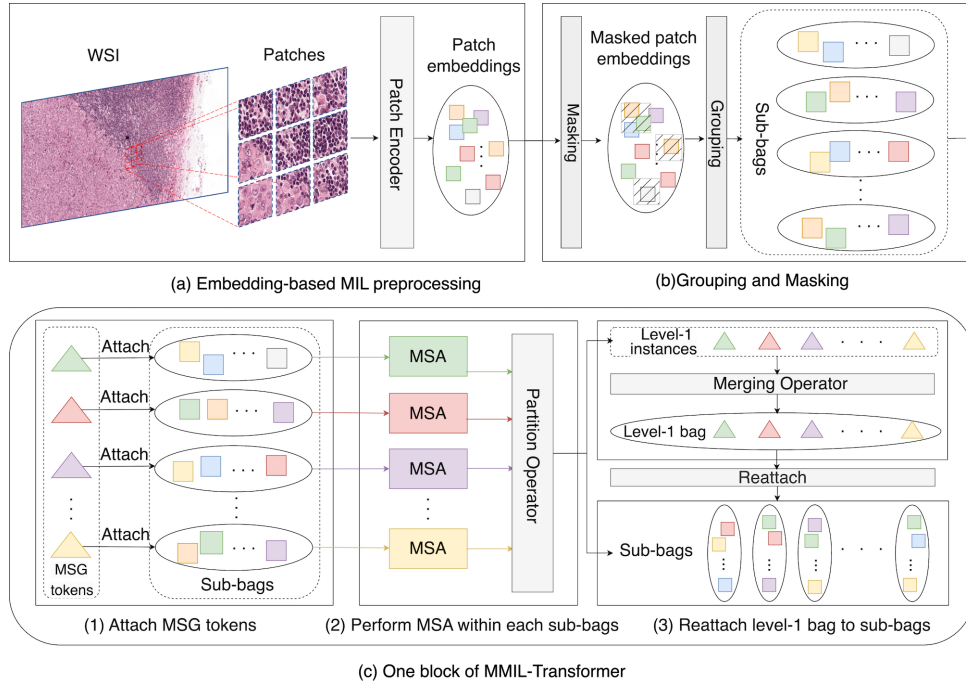 WSI
Patches
Patch Encoder
Patch
embeddings
Masking
Masked patch
embeddings
Grouping
Sub-bags
(a) Embedding-based MIL preprocessing
(b)Grouping and Masking
Attach
Attach
Attach
Attach
MSG
tokens
Sub-bags
(1) Attach MSG tokens
MSA
MSA
MSA
MSA
Partition Operator
(2) Perform MSA within each sub-bags
Level-1
instances
Merging Operator
Level-1 bag
Reattach
Sub-bags
(3) Reattach level-1 bag to sub-bags
(c) One block of MMIL-Transformer